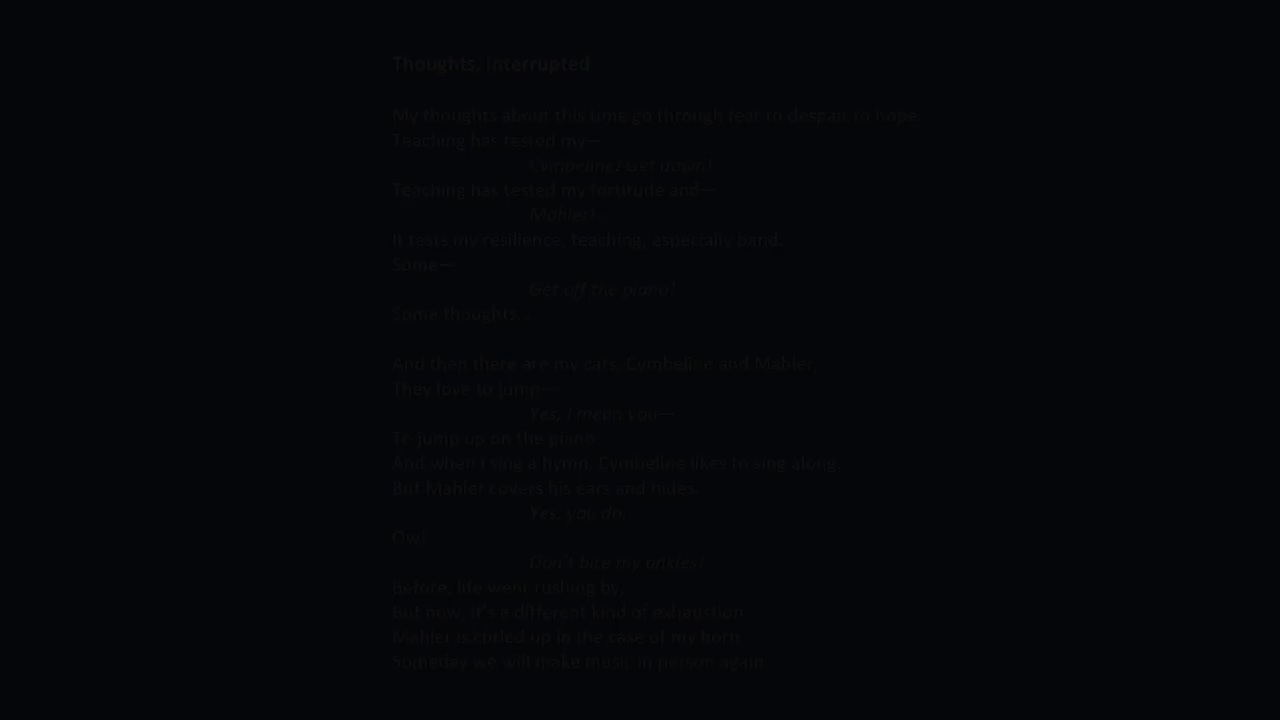 Thoughts, Interrupted
My thoughts about this time go through fear to despair to hope.
Teaching has tested my—
Cymbeline! Get down!
Teaching has tested my fortitude and—
Mahler!
It tests my resilience, teaching, especially band.
Some—
Get off the piano!
Some thoughts...
And then there are my cats, Cymbeline and Mahler
They love to jump—
Yes, I mean you—
To jump up on the piano.
And when I sing a hymn, Cymbeline likes to sing along.
But Mahler covers his ears and hides.
Yes, you do.
Ow!
Don't bite my ankles!
Before, life went rushing by,
But now, it's a different kind of exhaustion
Mahler is curled up in the case of my horn
Someday we will make music in person again